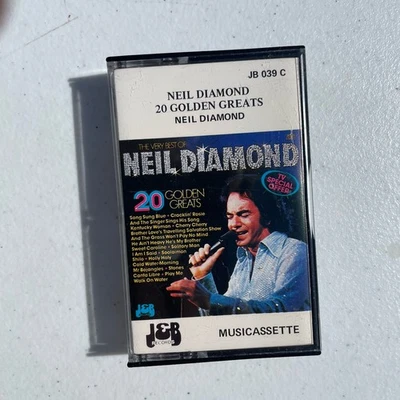 JB 039 C
NEIL DIAMOND
20 GOLDEN GREATS
NEIL DIAMOND
THE VERY BEST OF
NEIL DIAMOND
TV
SPECIAL
OFFER
20 GOLDEN
GREATS
Song Sung Blue • Cracklin' Rosie
And The Singer Sings His Song
Kentucky Woman • Cherry Cherry
Brother Love's Travelling Salvation Show
And The Grass Won't Pay No Mind
He Ain't Heavy He's My Brother
Sweet Caroline • Solitary Man
I Am I Said • Soolaimon
Shilo • Holly Holy
Cold Water Morning
Mr Bojangles • Stones
Canta Libre • Play Me
Walk On Water
J&B
RECORDS
MUSICASSETTE